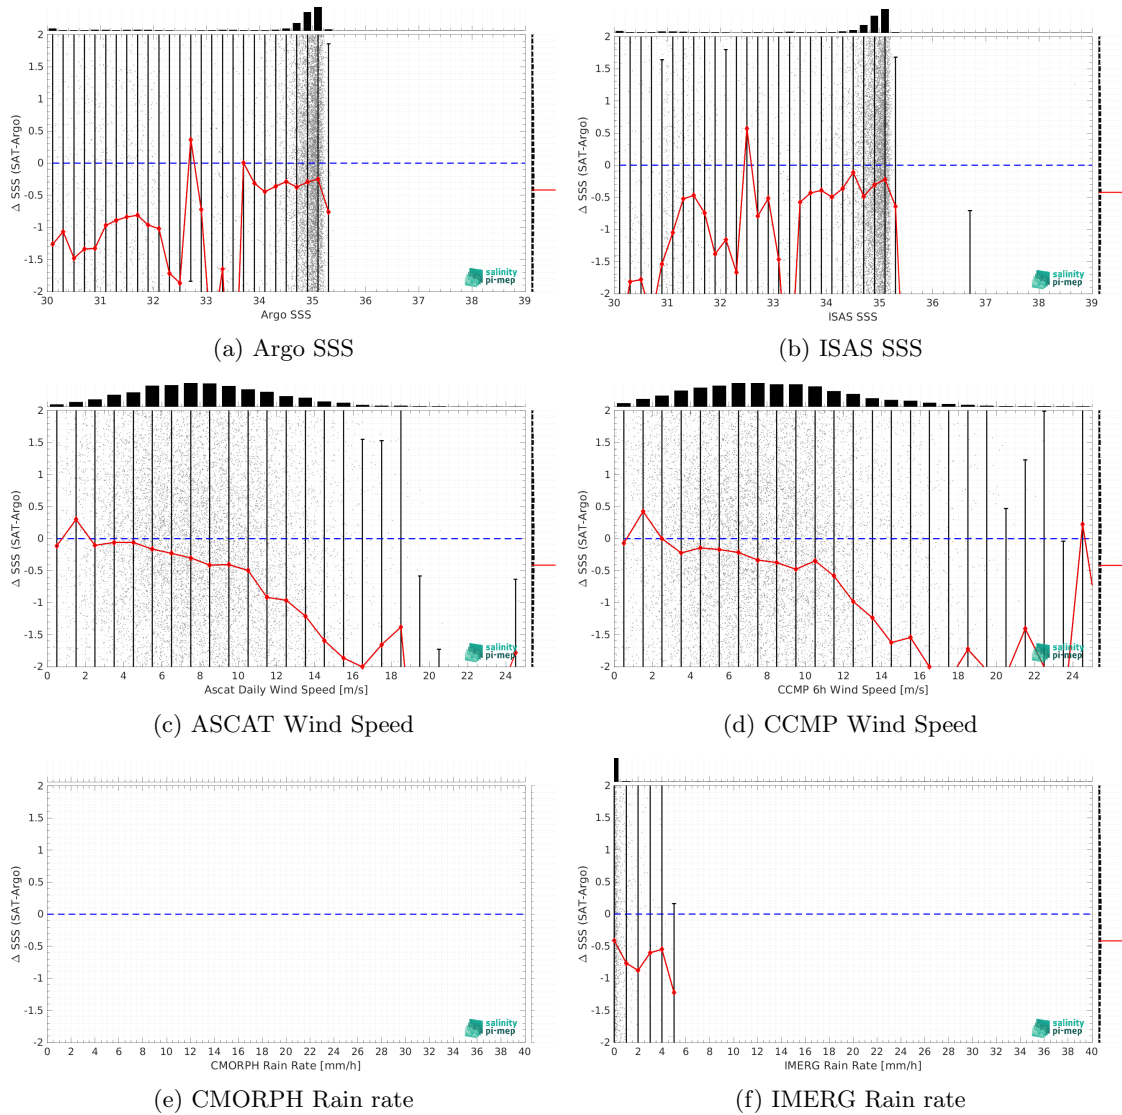 2
1.5
1
0.5
0
-0.5
-1
-1.5
-2
Δ SSS (SAT-Argo)
30 31 32 33 34 35 36 37 38 39
Argo SSS
salinity
pi-mep
(a) Argo SSS
2
1.5
1
0.5
0
-0.5
-1
-1.5
-2
Δ SSS (SAT-Argo)
30 31 32 33 34 35 36 37 38 39
ISAS SSS
salinity
pi-mep
(b) ISAS SSS
2
1.5
1
0.5
0
-0.5
-1
-1.5
-2
Δ SSS (SAT-Argo)
0 2 4 6 8 10 12 14 16 18 20 22 24
Ascat Daily Wind Speed [m/s]
salinity
pi-mep
(c) ASCAT Wind Speed
2
1.5
1
0.5
0
-0.5
-1
-1.5
-2
Δ SSS (SAT-Argo)
0 2 4 6 8 10 12 14 16 18 20 22 24
CCMP 6h Wind Speed [m/s]
salinity
pi-mep
(d) CCMP Wind Speed
2
1.5
1
0.5
0
-0.5
-1
-1.5
-2
Δ SSS (SAT-Argo)
0 2 4 6 8 10 12 14 16 18 20 22 24 26 28 30 32 34 36 38 40
CMORPH Rain Rate [mm/h]
salinity
pi-mep
(e) CMORPH Rain rate
2
1.5
1
0.5
0
-0.5
-1
-1.5
-2
Δ SSS (SAT-Argo)
0 2 4 6 8 10 12 14 16 18 20 22 24 26 28 30 32 34 36 38 40
IMERG Rain Rate [mm/h]
salinity
pi-mep
(f) IMERG Rain rate